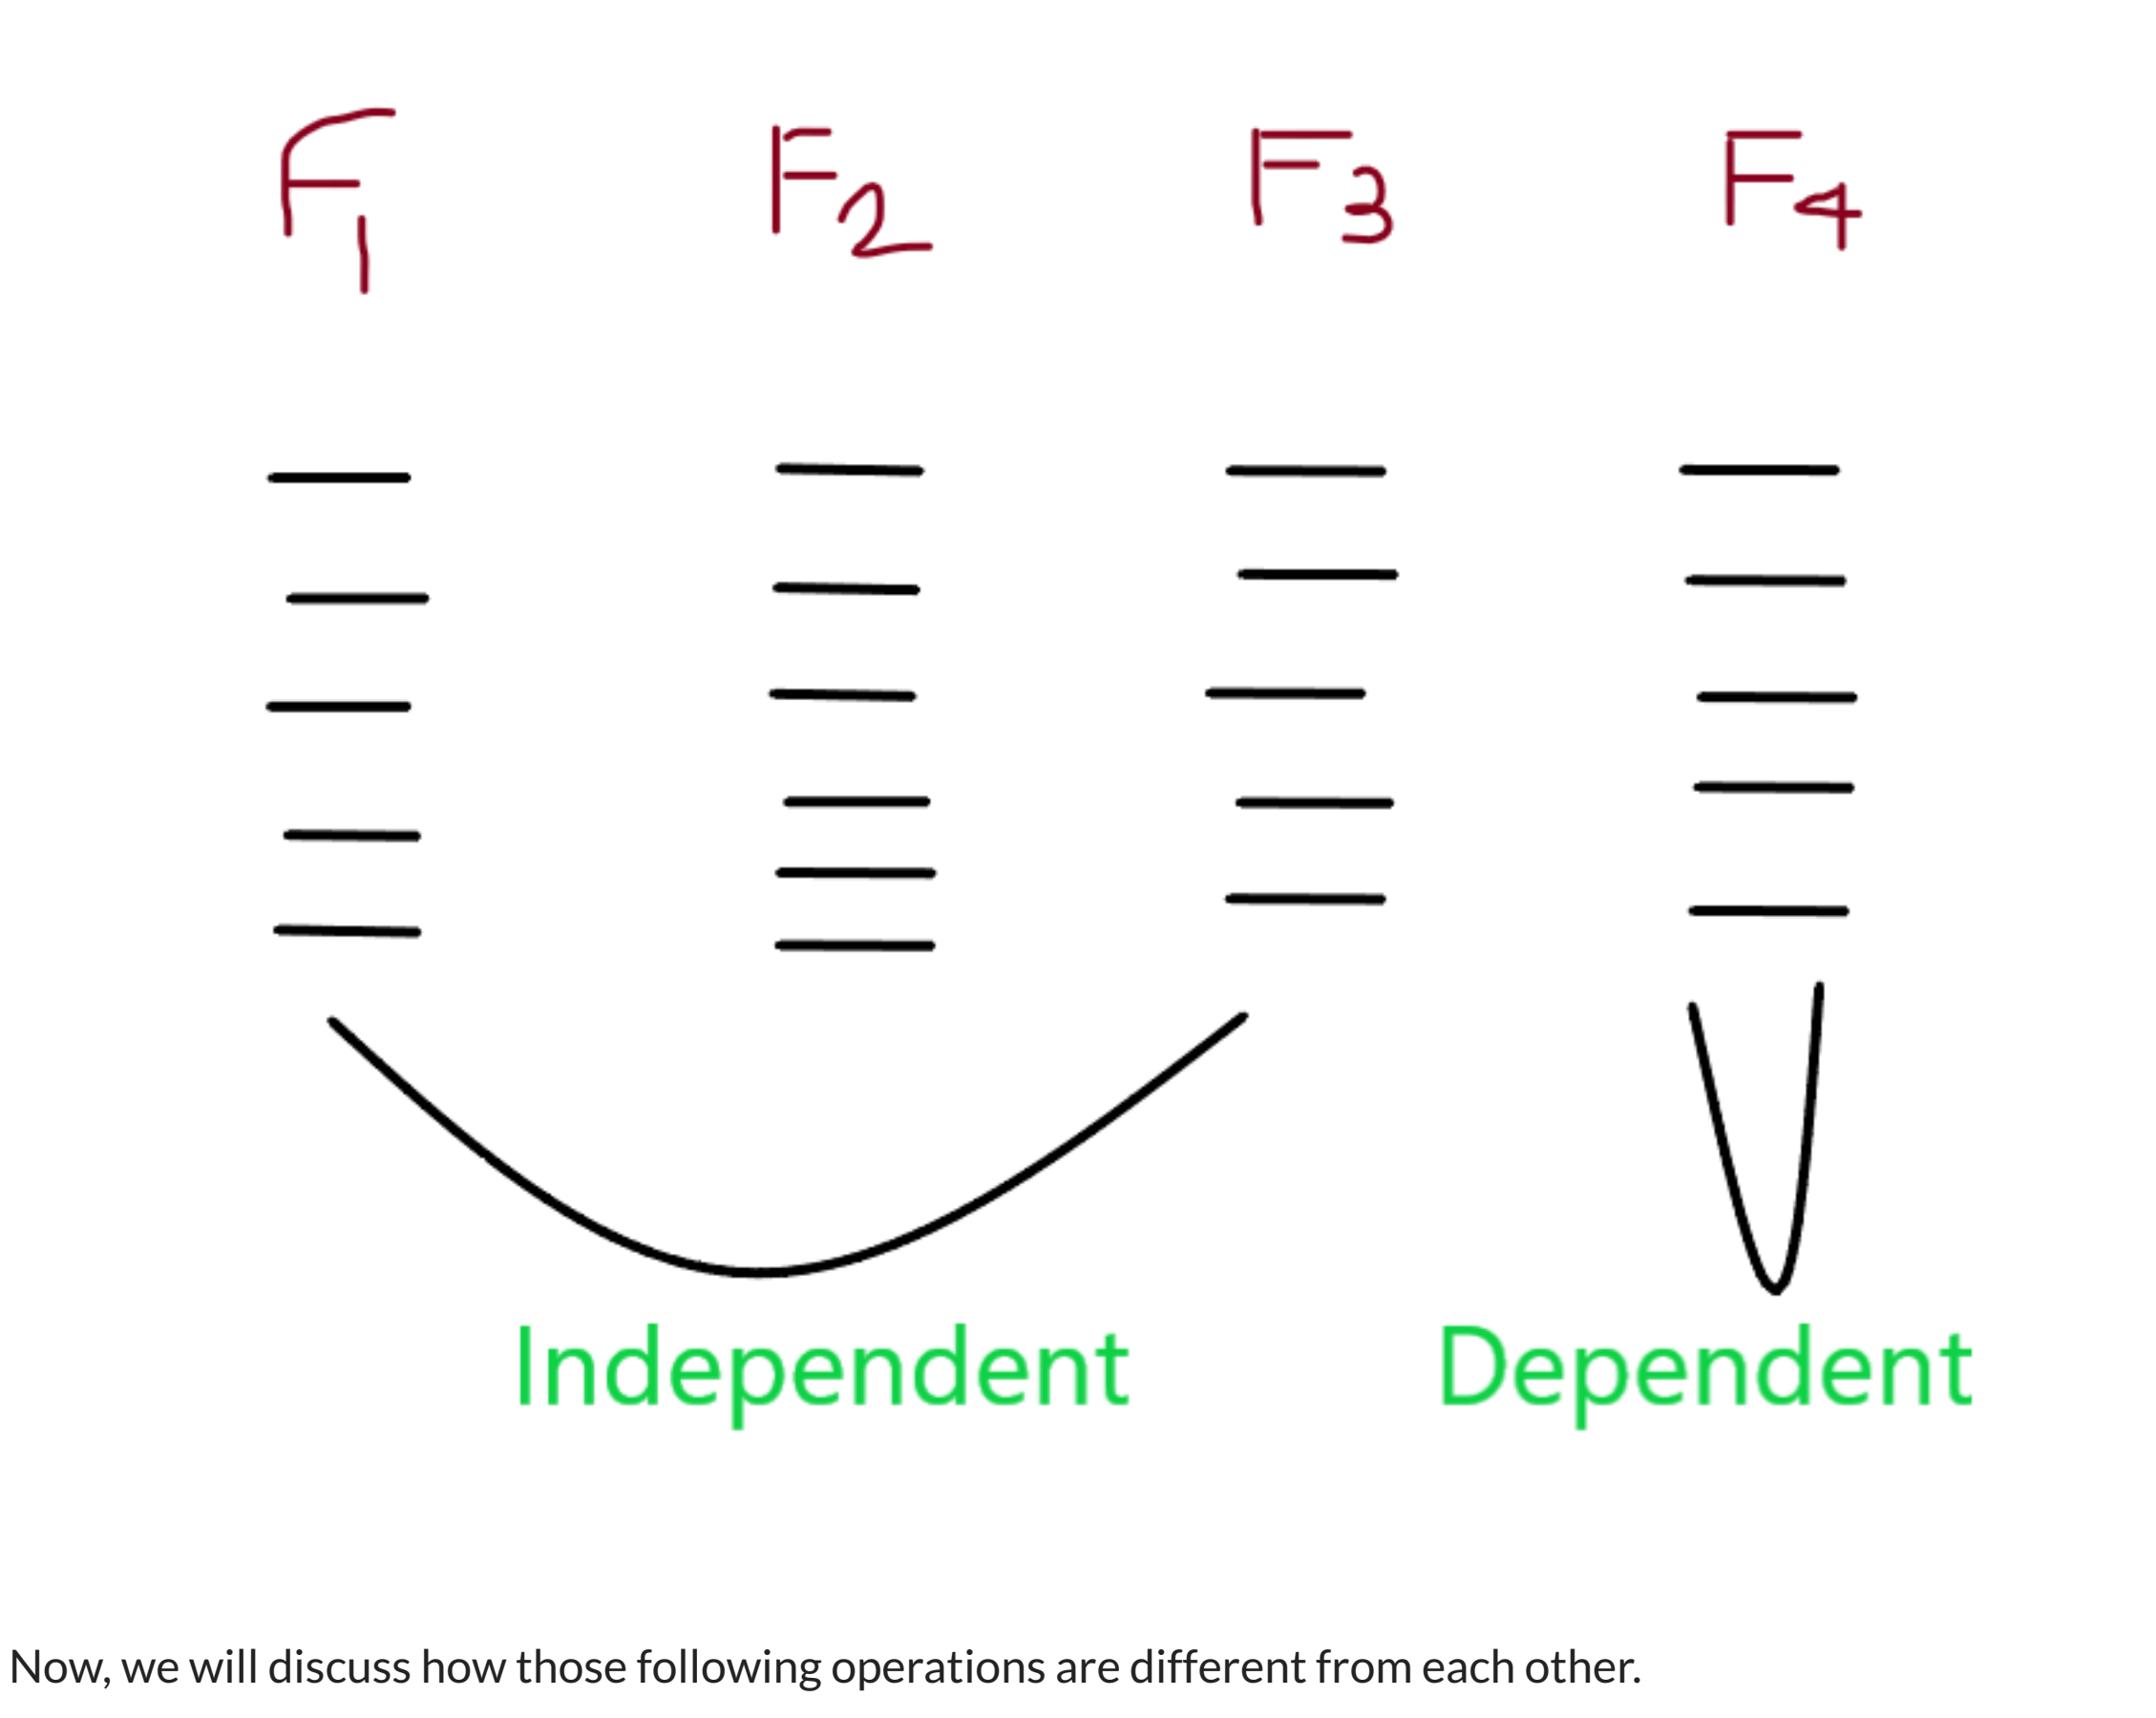 F1 F2 F3 F4
Independent Dependent
Now, we will discuss how those following operations are different from each other.